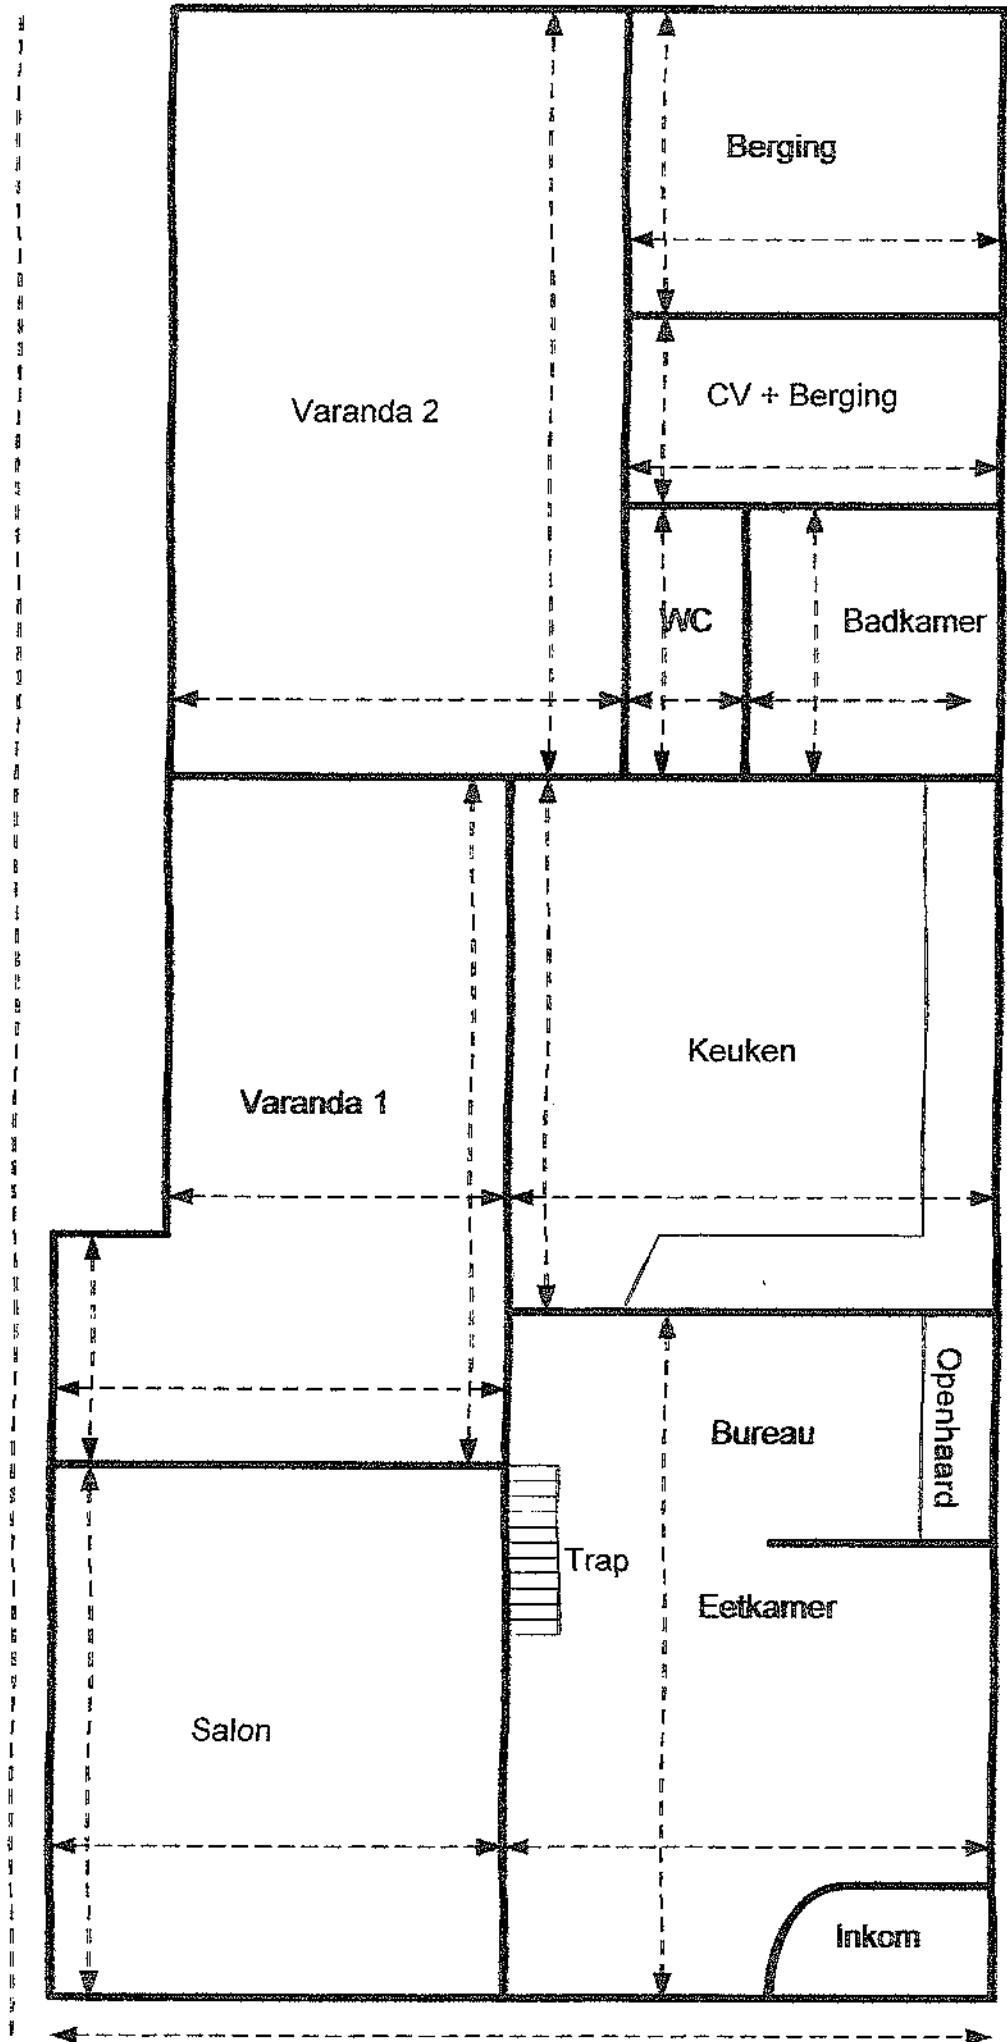 Berging
CV + Berging
Varanda 2
WC
Badkamer
Keuken
Varanda 1
Openhaard
Bureau
Trap
Eetkamer
Salon
Inkom